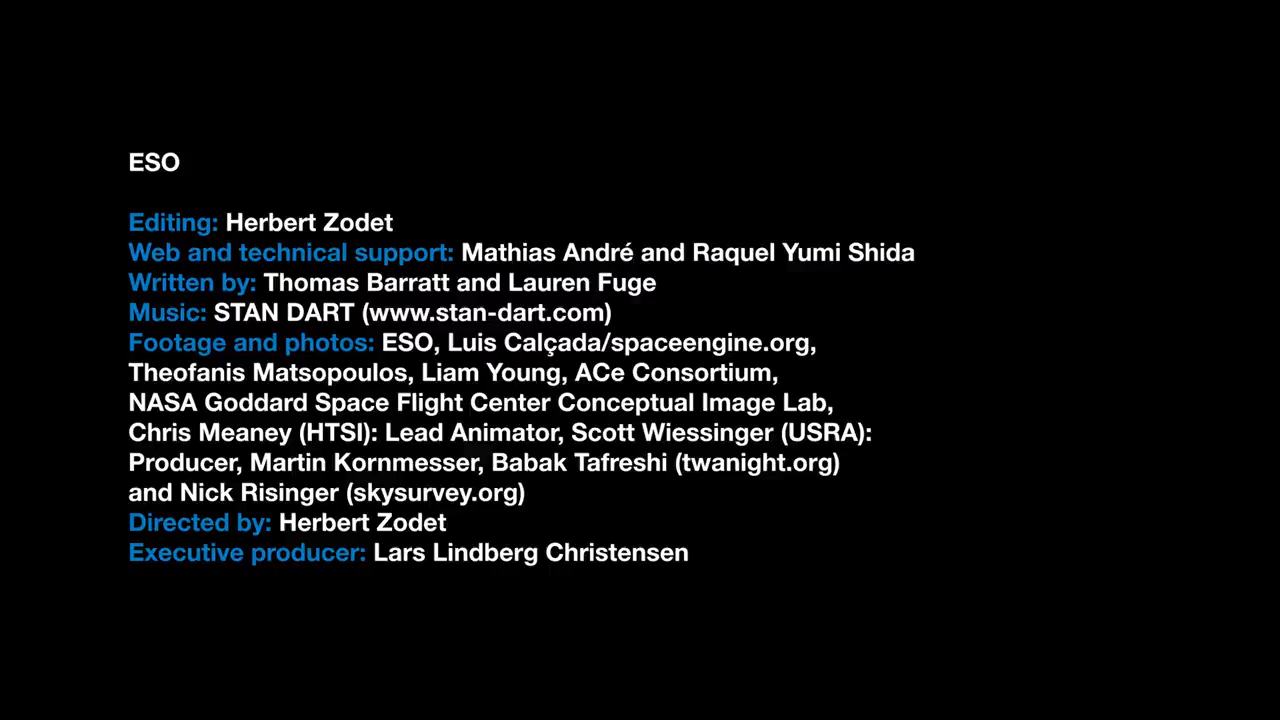 ESO
Editing: Herbert Zodet
Web and technical support: Mathias André and Raquel Yumi Shida
Written by: Thomas Barratt and Lauren Fuge
Music: STAN DART (www.stan-dart.com)
Footage and photos: ESO, Luis Calçada/spaceengine.org,
Theofanis Matsopoulos, Liam Young, ACe Consortium,
NASA Goddard Space Flight Center Conceptual Image Lab,
Chris Meaney (HTSI): Lead Animator, Scott Wiessinger (USRA):
Producer, Martin Kornmesser, Babak Tafreshi (twanight.org)
and Nick Risinger (skysurvey.org)
Directed by: Herbert Zodet
Executive producer: Lars Lindberg Christensen